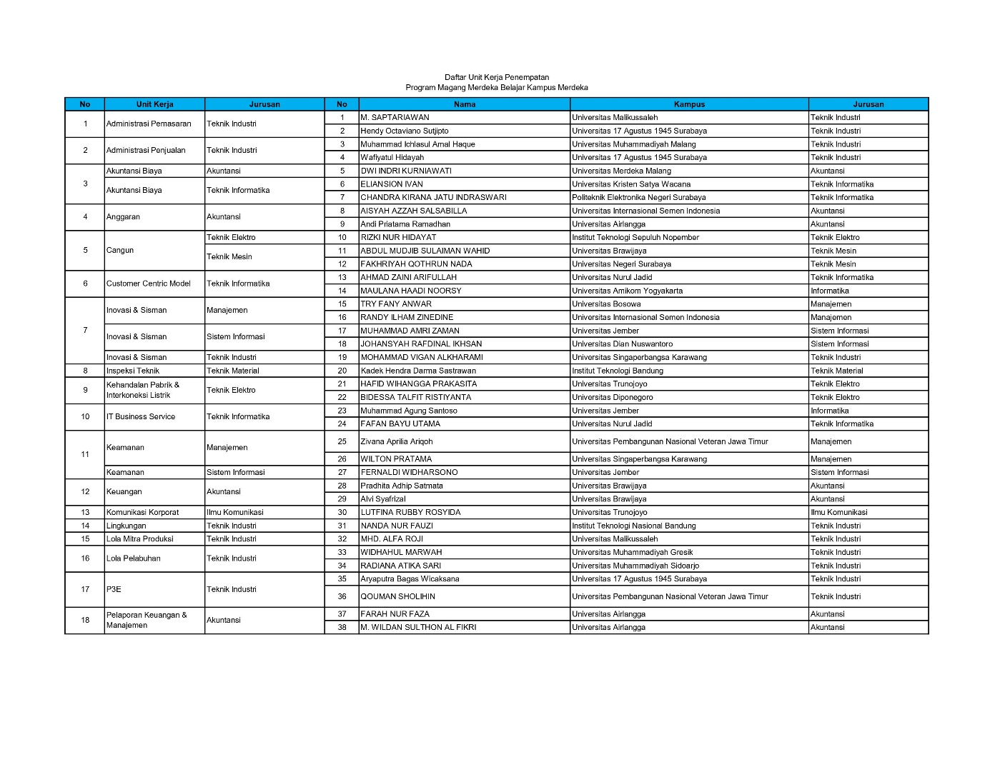 Daftar Unit Kerja Penempatan
Program Magang Merdeka Belajar Kampus Merdeka
No Unit Kerja Jurusan No Nama Kampus Jurusan
1 Administrasi Pemasaran Teknik Industri 1 M. SAPTARIAWAN Universitas Malikussaleh Teknik Industri
2 Hendy Octaviano Sutjipto Universitas 17 Agustus 1945 Surabaya Teknik Industri
2 Administrasi Penjualan Teknik Industri 3 Muhammad Ichlasul Amal Haque Universitas Muhammadiyah Malang Teknik Industri
4 Wafiyatul Hidayah Universitas 17 Agustus 1945 Surabaya Teknik Industri
3 Akuntansi Biaya Akuntansi 5 DWI INDRI KURNIAWATI Universitas Merdeka Malang Akuntansi
Akuntansi Biaya Teknik Informatika 6 ELIANSION IVAN Universitas Kristen Satya Wacana Teknik Informatika
7 CHANDRA KIRANA JATU INDRASWARI Politeknik Elektronika Negeri Surabaya Teknik Informatika
4 Anggaran Akuntansi 8 AISYAH AZZAH SALSABILLA Universitas Internasional Semen Indonesia Akuntansi
9 Andi Priatama Ramadhan Universitas Airlangga Akuntansi
5 Cangun Teknik Elektro 10 RIZKI NUR HIDAYAT Institut Teknologi Sepuluh Nopember Teknik Elektro
Teknik Mesin 11 ABDUL MUDJIB SULAIMAN WAHID Universitas Brawijaya Teknik Mesin
12 FAKHRIYAH QOTHRUN NADA Universitas Negeri Surabaya Teknik Mesin
6 Customer Centric Model Teknik Informatika 13 AHMAD ZAINI ARIFULLAH Universitas Nurul Jadid Teknik Informatika
14 MAULANA HAADI NOORSY Universitas Amikom Yogyakarta Informatika
7 Inovasi & Sisman Manajemen 15 TRY FANY ANWAR Universitas Bosowa Manajemen
16 RANDY ILHAM ZINEDINE Universitas Internasional Semen Indonesia Manajemen
Inovasi & Sisman Sistem Informasi 17 MUHAMMAD AMRI ZAMAN Universitas Jember Sistem Informasi
18 JOHANSYAH RAFDINAL IKHSAN Universitas Dian Nuswantoro Sistem Informasi
Inovasi & Sisman Teknik Industri 19 MOHAMMAD VIGAN ALKHARAMI Universitas Singaperbangsa Karawang Teknik Industri
8 Inspeksi Teknik Teknik Material 20 Kadek Hendra Darma Sastrawan Institut Teknologi Bandung Teknik Material
9 Kehandalan Pabrik & Interkoneksi Listrik Teknik Elektro 21 HAFID WIHANGGA PRAKASITA Universitas Trunojoyo Teknik Elektro
22 BIDESSA TALFIT RISTIYANTA Universitas Diponegoro Teknik Elektro
10 IT Business Service Teknik Informatika 23 Muhammad Agung Santoso Universitas Jember Informatika
24 FAFAN BAYU UTAMA Universitas Nurul Jadid Teknik Informatika
11 Keamanan Manajemen 25 Zivana Aprilia Ariqoh Universitas Pembangunan Nasional Veteran Jawa Timur Manajemen
26 WILTON PRATAMA Universitas Singaperbangsa Karawang Manajemen
Keamanan Sistem Informasi 27 FERNALDI WIDHARSONO Universitas Jember Sistem Informasi
12 Keuangan Akuntansi 28 Pradhita Adhip Satmata Universitas Brawijaya Akuntansi
29 Alvi Syafrizal Universitas Brawijaya Akuntansi
13 Komunikasi Korporat Ilmu Komunikasi 30 LUTFINA RUBBY ROSYIDA Universitas Trunojoyo Ilmu Komunikasi
14 Lingkungan Teknik Industri 31 NANDA NUR FAUZI Institut Teknologi Nasional Bandung Teknik Industri
15 Lola Mitra Produksi Teknik Industri 32 MHD. ALFA ROJI Universitas Malikussaleh Teknik Industri
16 Lola Pelabuhan Teknik Industri 33 WIDHAHUL MARWAH Universitas Muhammadiyah Gresik Teknik Industri
34 RADIANA ATIKA SARI Universitas Muhammadiyah Sidoarjo Teknik Industri
17 P3E Teknik Industri 35 Aryaputra Bagas Wicaksana Universitas 17 Agustus 1945 Surabaya Teknik Industri
36 QOUMAN SHOLIHIN Universitas Pembangunan Nasional Veteran Jawa Timur Teknik Industri
18 Pelaporan Keuangan & Manajemen Akuntansi 37 FARAH NUR FAZA Universitas Airlangga Akuntansi
38 M. WILDAN SULTHON AL FIKRI Universitas Airlangga Akuntansi